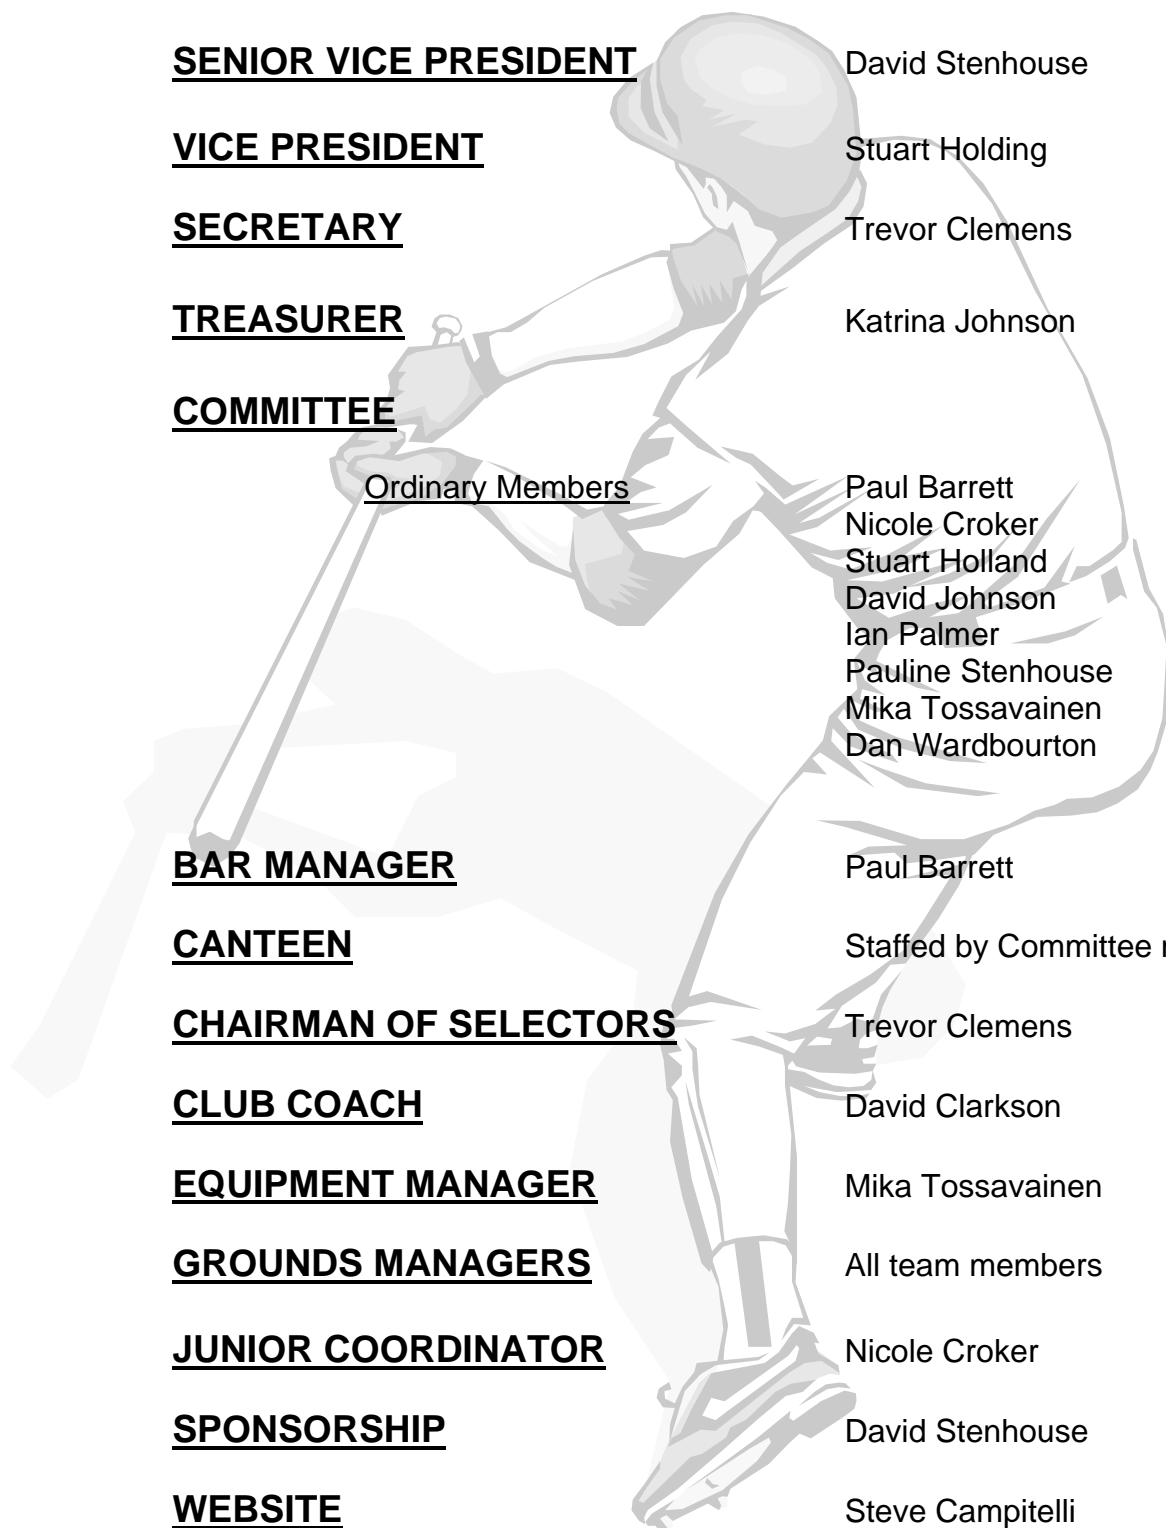 SENIOR VICE PRESIDENT David Stenhouse
VICE PRESIDENT Stuart Holding
SECRETARY Trevor Clemens
TREASURER Katrina Johnson
COMMITTEE
Ordinary Members Paul Barrett
Nicole Croker
Stuart Holland
David Johnson
Ian Palmer
Pauline Stenhouse
Mika Tossavainen
Dan Wardbourton
BAR MANAGER Paul Barrett
CANTEEN Staffed by Committee
CHAIRMAN OF SELECTORS Trevor Clemens
CLUB COACH David Clarkson
EQUIPMENT MANAGER Mika Tossavainen
GROUNDS MANAGERS All team members
JUNIOR COORDINATOR Nicole Croker
SPONSORSHIP David Stenhouse
WEBSITE Steve Campitelli